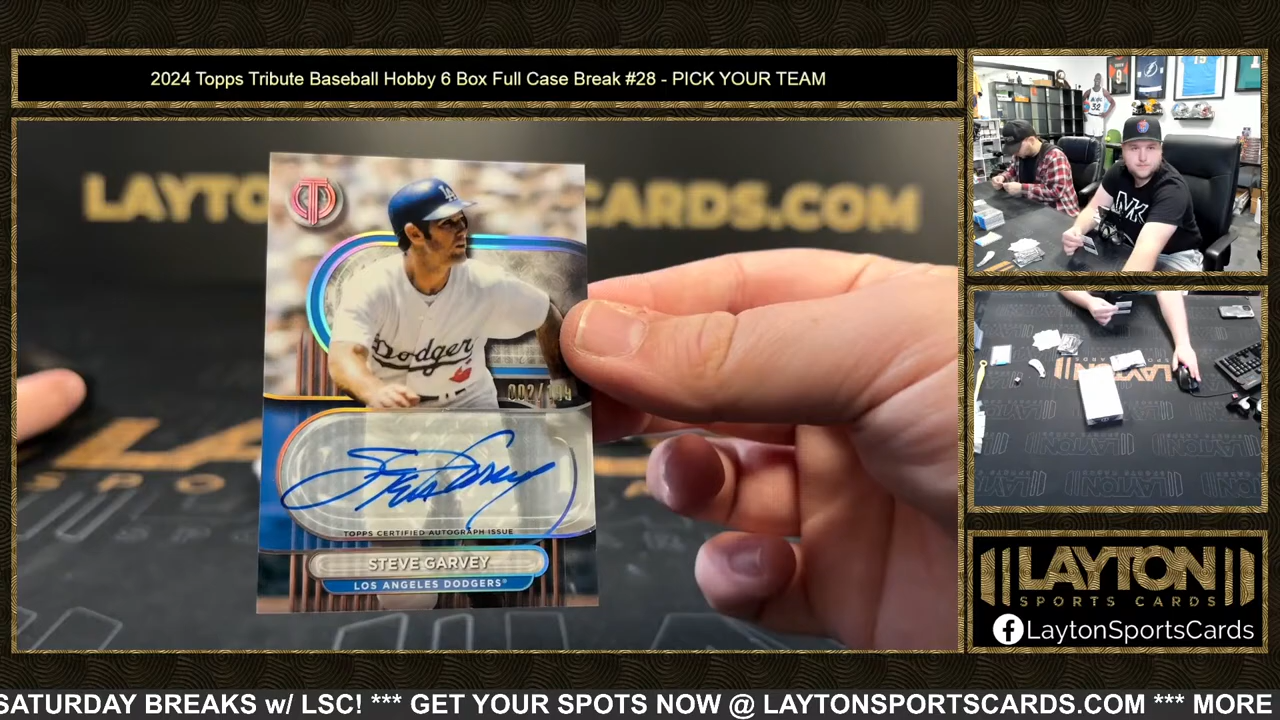 2024 Topps Tribute Baseball Hobby 6 Box Full Case Break #28 - PICK YOUR TEAM
LAYTO CARDS.COM
LA
Dodger
TOPPS CERTIFIED AUTOGRAPH ISSUE
STEVE GARVEY
LOS ANGELES DODGERS®
LAYTON
SPORTS CARDS
LaytonSportsCards
SATURDAY BREAKS w/ LSC! *** GET YOUR SPOTS NOW @ LAYTONSPORTSCARDS.COM *** MORE